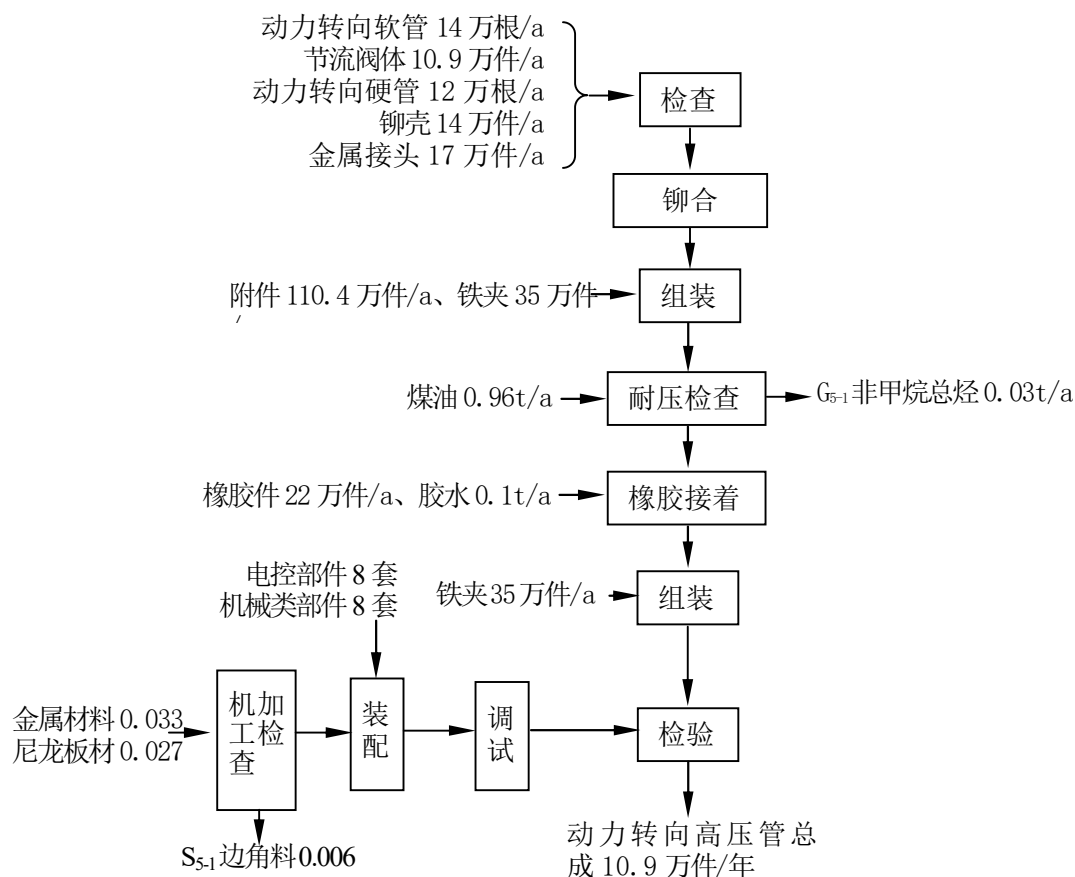 动力转向软管 14 万根/a
节流阀体 10.9 万件/a
动力转向硬管 12 万根/a
铆壳 14 万件/a
金属接头 17 万件/a
检查
铆合
附件 110.4 万件/a、铁夹 35 万件
/
组装
煤油 0.96t/a
耐压检查
G5-1 非甲烷总烃 0.03t/a
橡胶件 22 万件/a、胶水 0.1t/a
橡胶接着
电控部件 8 套
机械类部件 8 套
铁夹 35 万件/a
组装
金属材料 0.033
尼龙板材 0.027
机加
工检
查
装
配
调
试
检验
S5-1 边角料 0.006
动力转向高压管总
成 10.9 万件/年